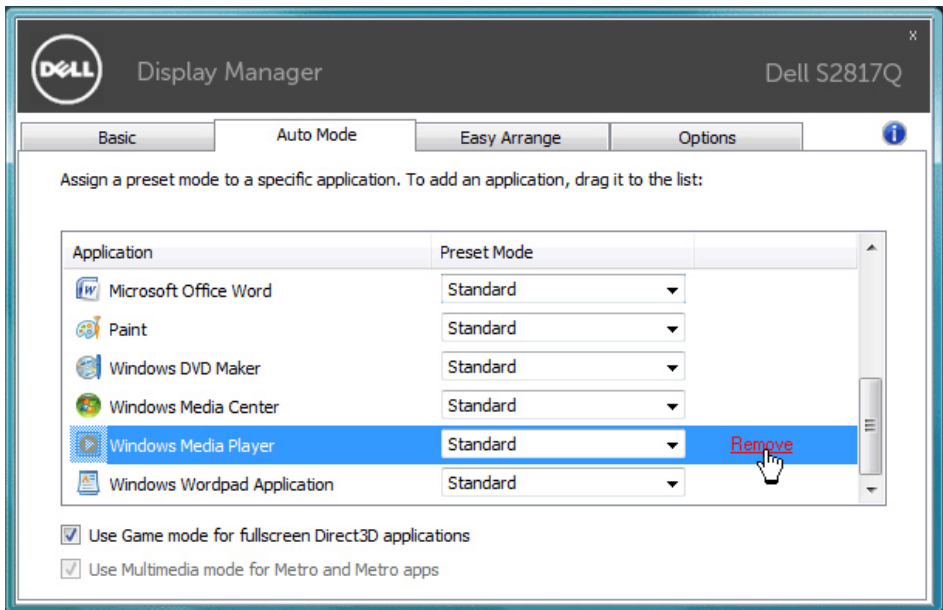 x
DELL Display Manager Dell S2817Q
Basic Auto Mode Easy Arrange Options i
Assign a preset mode to a specific application. To add an application, drag it to the list:
Application Preset Mode
Microsoft Office Word Standard
Paint Standard
Windows DVD Maker Standard
Windows Media Center Standard
Windows Media Player Standard Remove
Windows Wordpad Application Standard
Use Game mode for fullscreen Direct3D applications
Use Multimedia mode for Metro and Metro apps